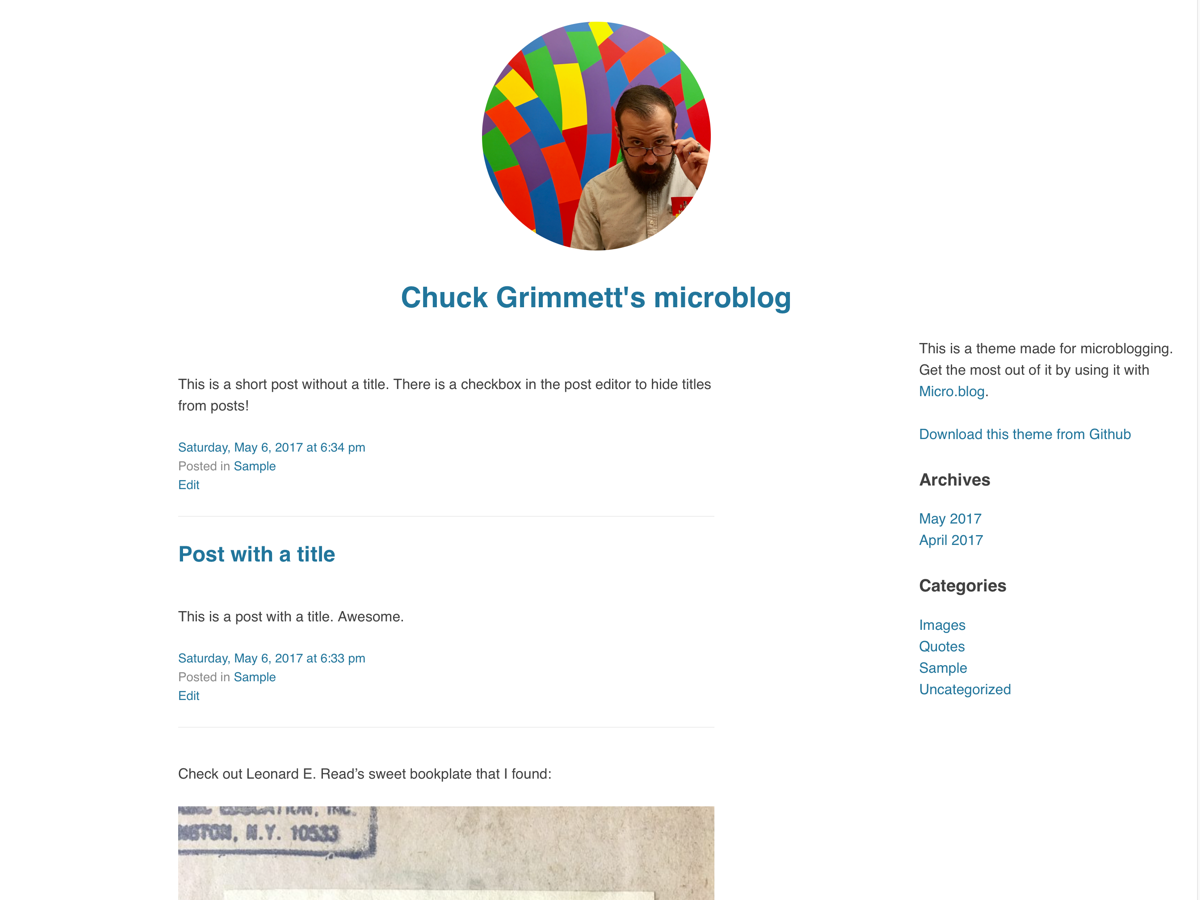 Chuck Grimmett's microblog
This is a short post without a title. There is a checkbox in the post editor to hide titles
from posts!
Saturday, May 6, 2017 at 6:34 pm
Posted in Sample
Edit
Post with a title
This is a post with a title. Awesome.
Saturday, May 6, 2017 at 6:33 pm
Posted in Sample
Edit
Check out Leonard E. Read’s sweet bookplate that I found:
EDUCATION, INC.
N.Y. 10533
This is a theme made for microblogging.
Get the most out of it by using it with
Micro.blog.
Download this theme from Github
Archives
May 2017
April 2017
Categories
Images
Quotes
Sample
Uncategorized